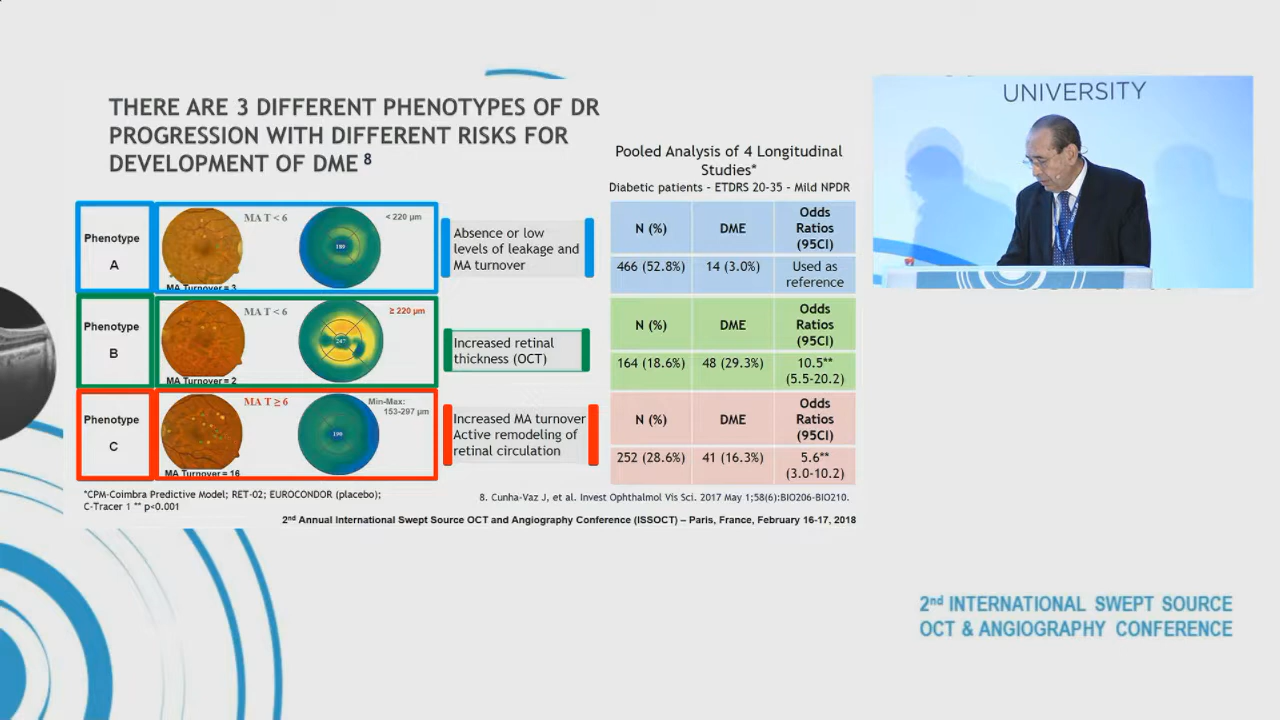 THERE ARE 3 DIFFERENT PHENOTYPES OF DR
PROGRESSION WITH DIFFERENT RISKS FOR
DEVELOPMENT OF DME 8
UNIVERSITY
Pooled Analysis of 4 Longitudinal
Studies*
Diabetic patients - ETDRS 20-35 - Mild NPDR
Phenotype
A
MA T < 6
< 220 µm
189
MA Turnover = 3
Absence or low
levels of leakage and
MA turnover
N (%)
DME
Odds
Ratios
(95CI)
466 (52.8%)
14 (3.0%)
Used as
reference
Phenotype
B
MA T < 6
≥ 220 µm
247
MA Turnover = 2
Increased retinal
thickness (OCT)
N (%)
DME
Odds
Ratios
(95CI)
164 (18.6%)
48 (29.3%)
10.5**
(5.5-20.2)
Phenotype
C
MA T ≥ 6
Min-Max:
153-297 µm
190
MA Turnover = 16
Increased MA turnover
Active remodeling of
retinal circulation
N (%)
DME
Odds
Ratios
(95CI)
252 (28.6%)
41 (16.3%)
5.6**
(3.0-10.2)
*CPM-Coimbra Predictive Model; RET-02; EUROCONDOR (placebo);
C-Tracer 1 ** p<0.001
8. Cunha-Vaz J, et al. Invest Ophthalmol Vis Sci. 2017 May 1;58(6):BIO206-BIO210.
2nd Annual International Swept Source OCT and Angiography Conference (ISSOCT) – Paris, France, February 16-17, 2018
2nd INTERNATIONAL SWEPT SOURCE
OCT & ANGIOGRAPHY CONFERENCE